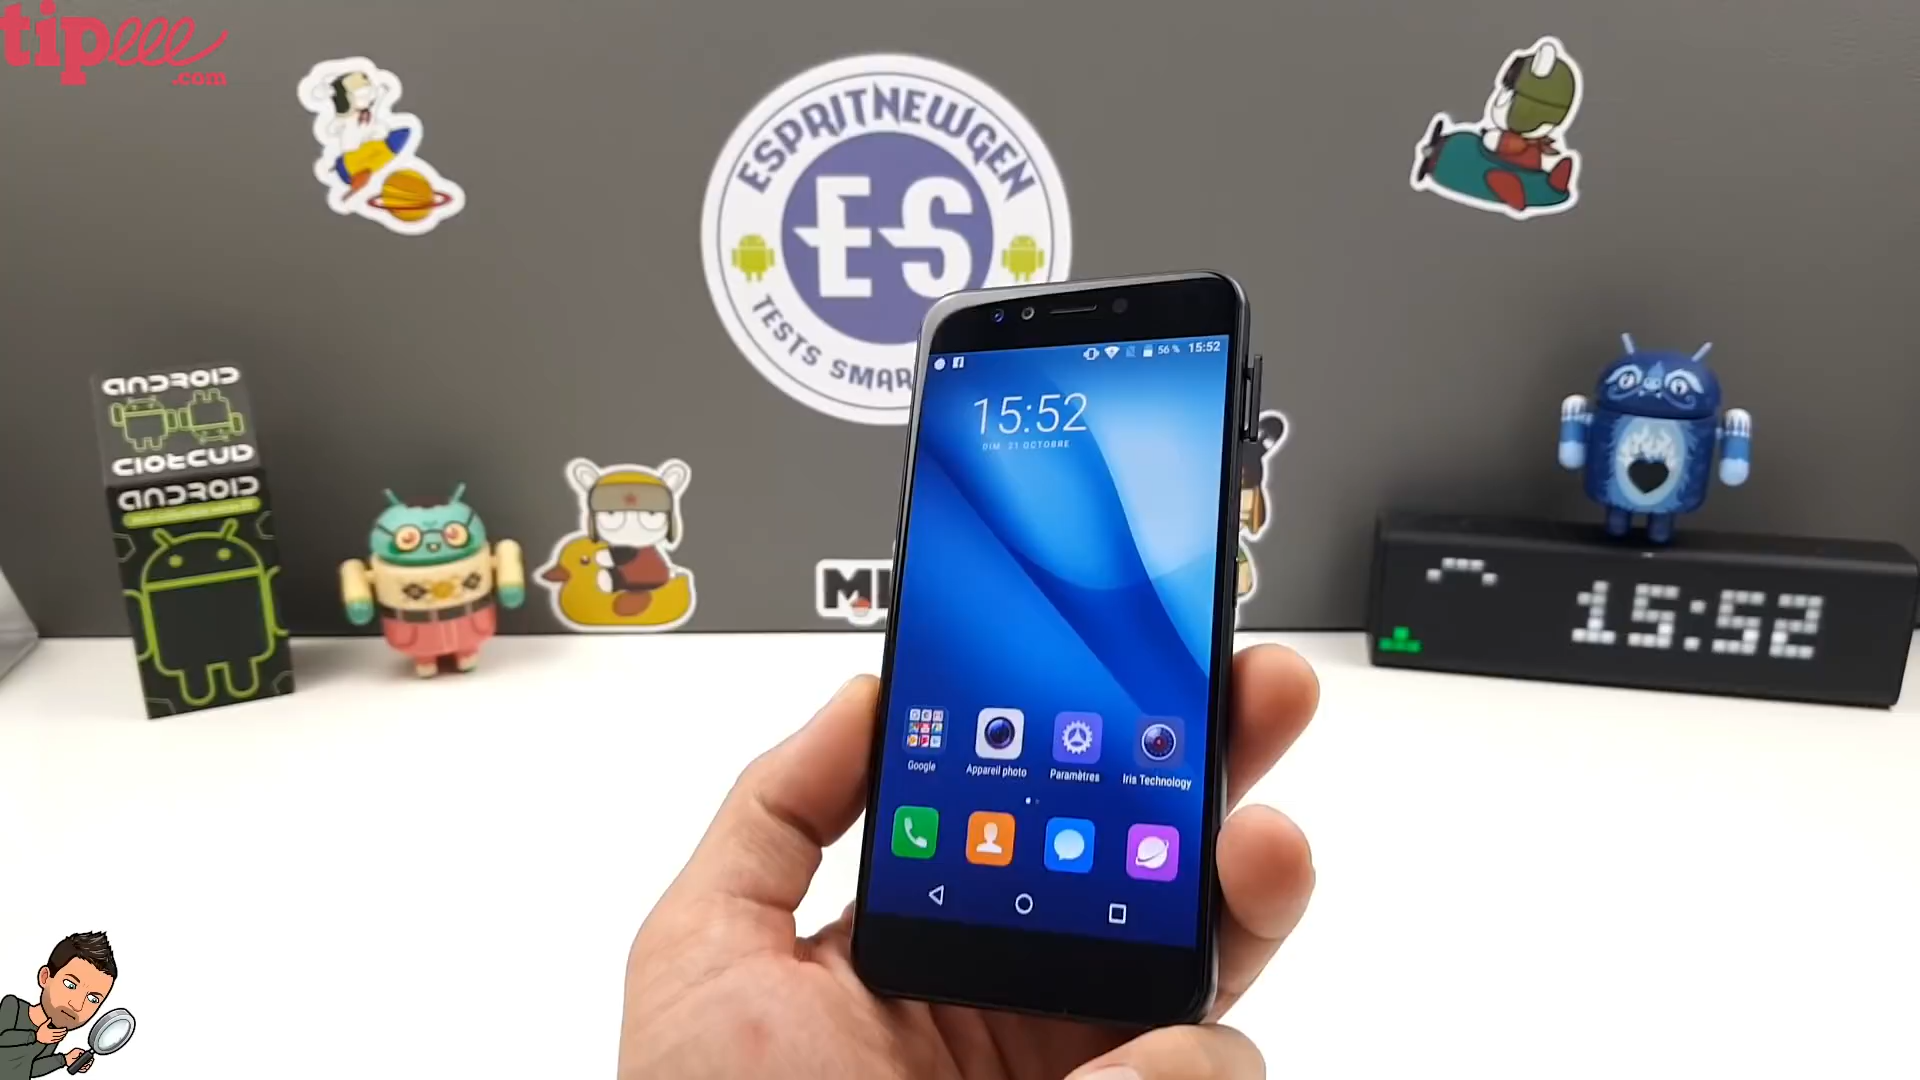 tipeee
.com
ESPRITNEWGEN
ES
TESTS SMAR
ANDROID
ANDROID
56 % 15:52
15:52
DIM. 21 OCTOBRE
Google
Appareil photo
Paramètres
Iris Technology
15:52